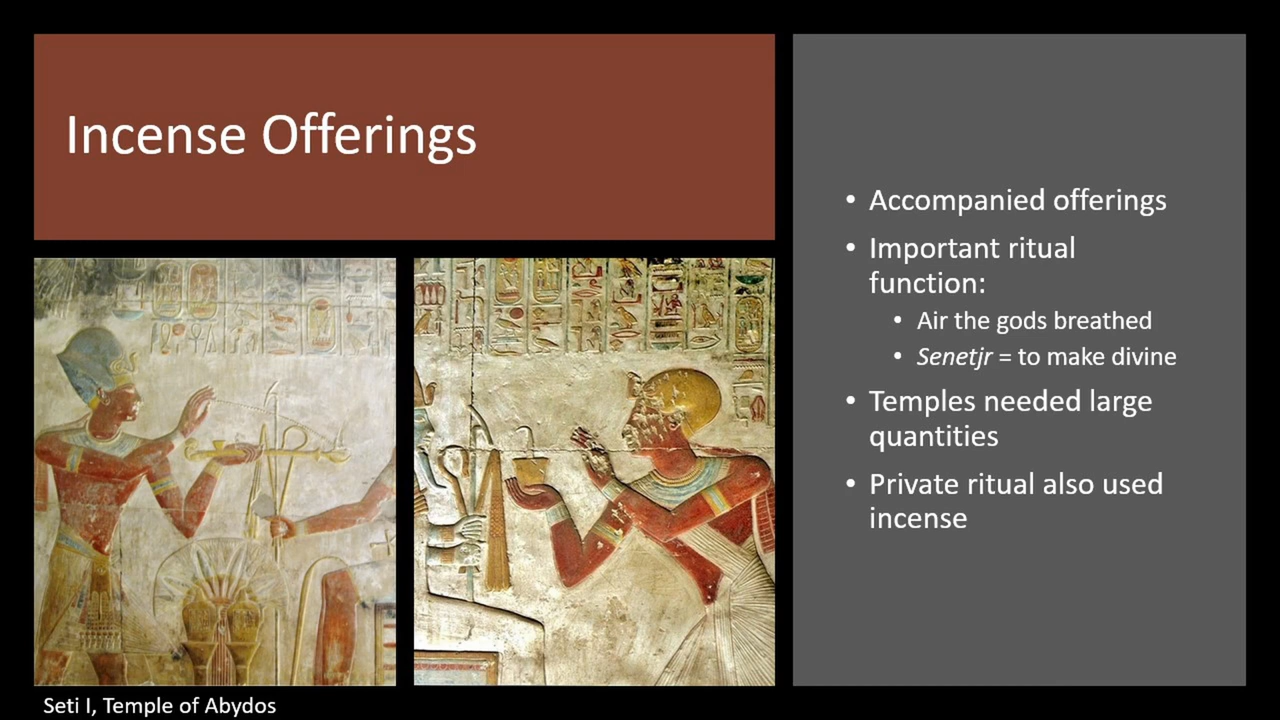 Incense Offerings
• Accompanied offerings
• Important ritual
function:
• Air the gods breathed
• Senetjr = to make divine
• Temples needed large
quantities
• Private ritual also used
incense
Seti I, Temple of Abydos